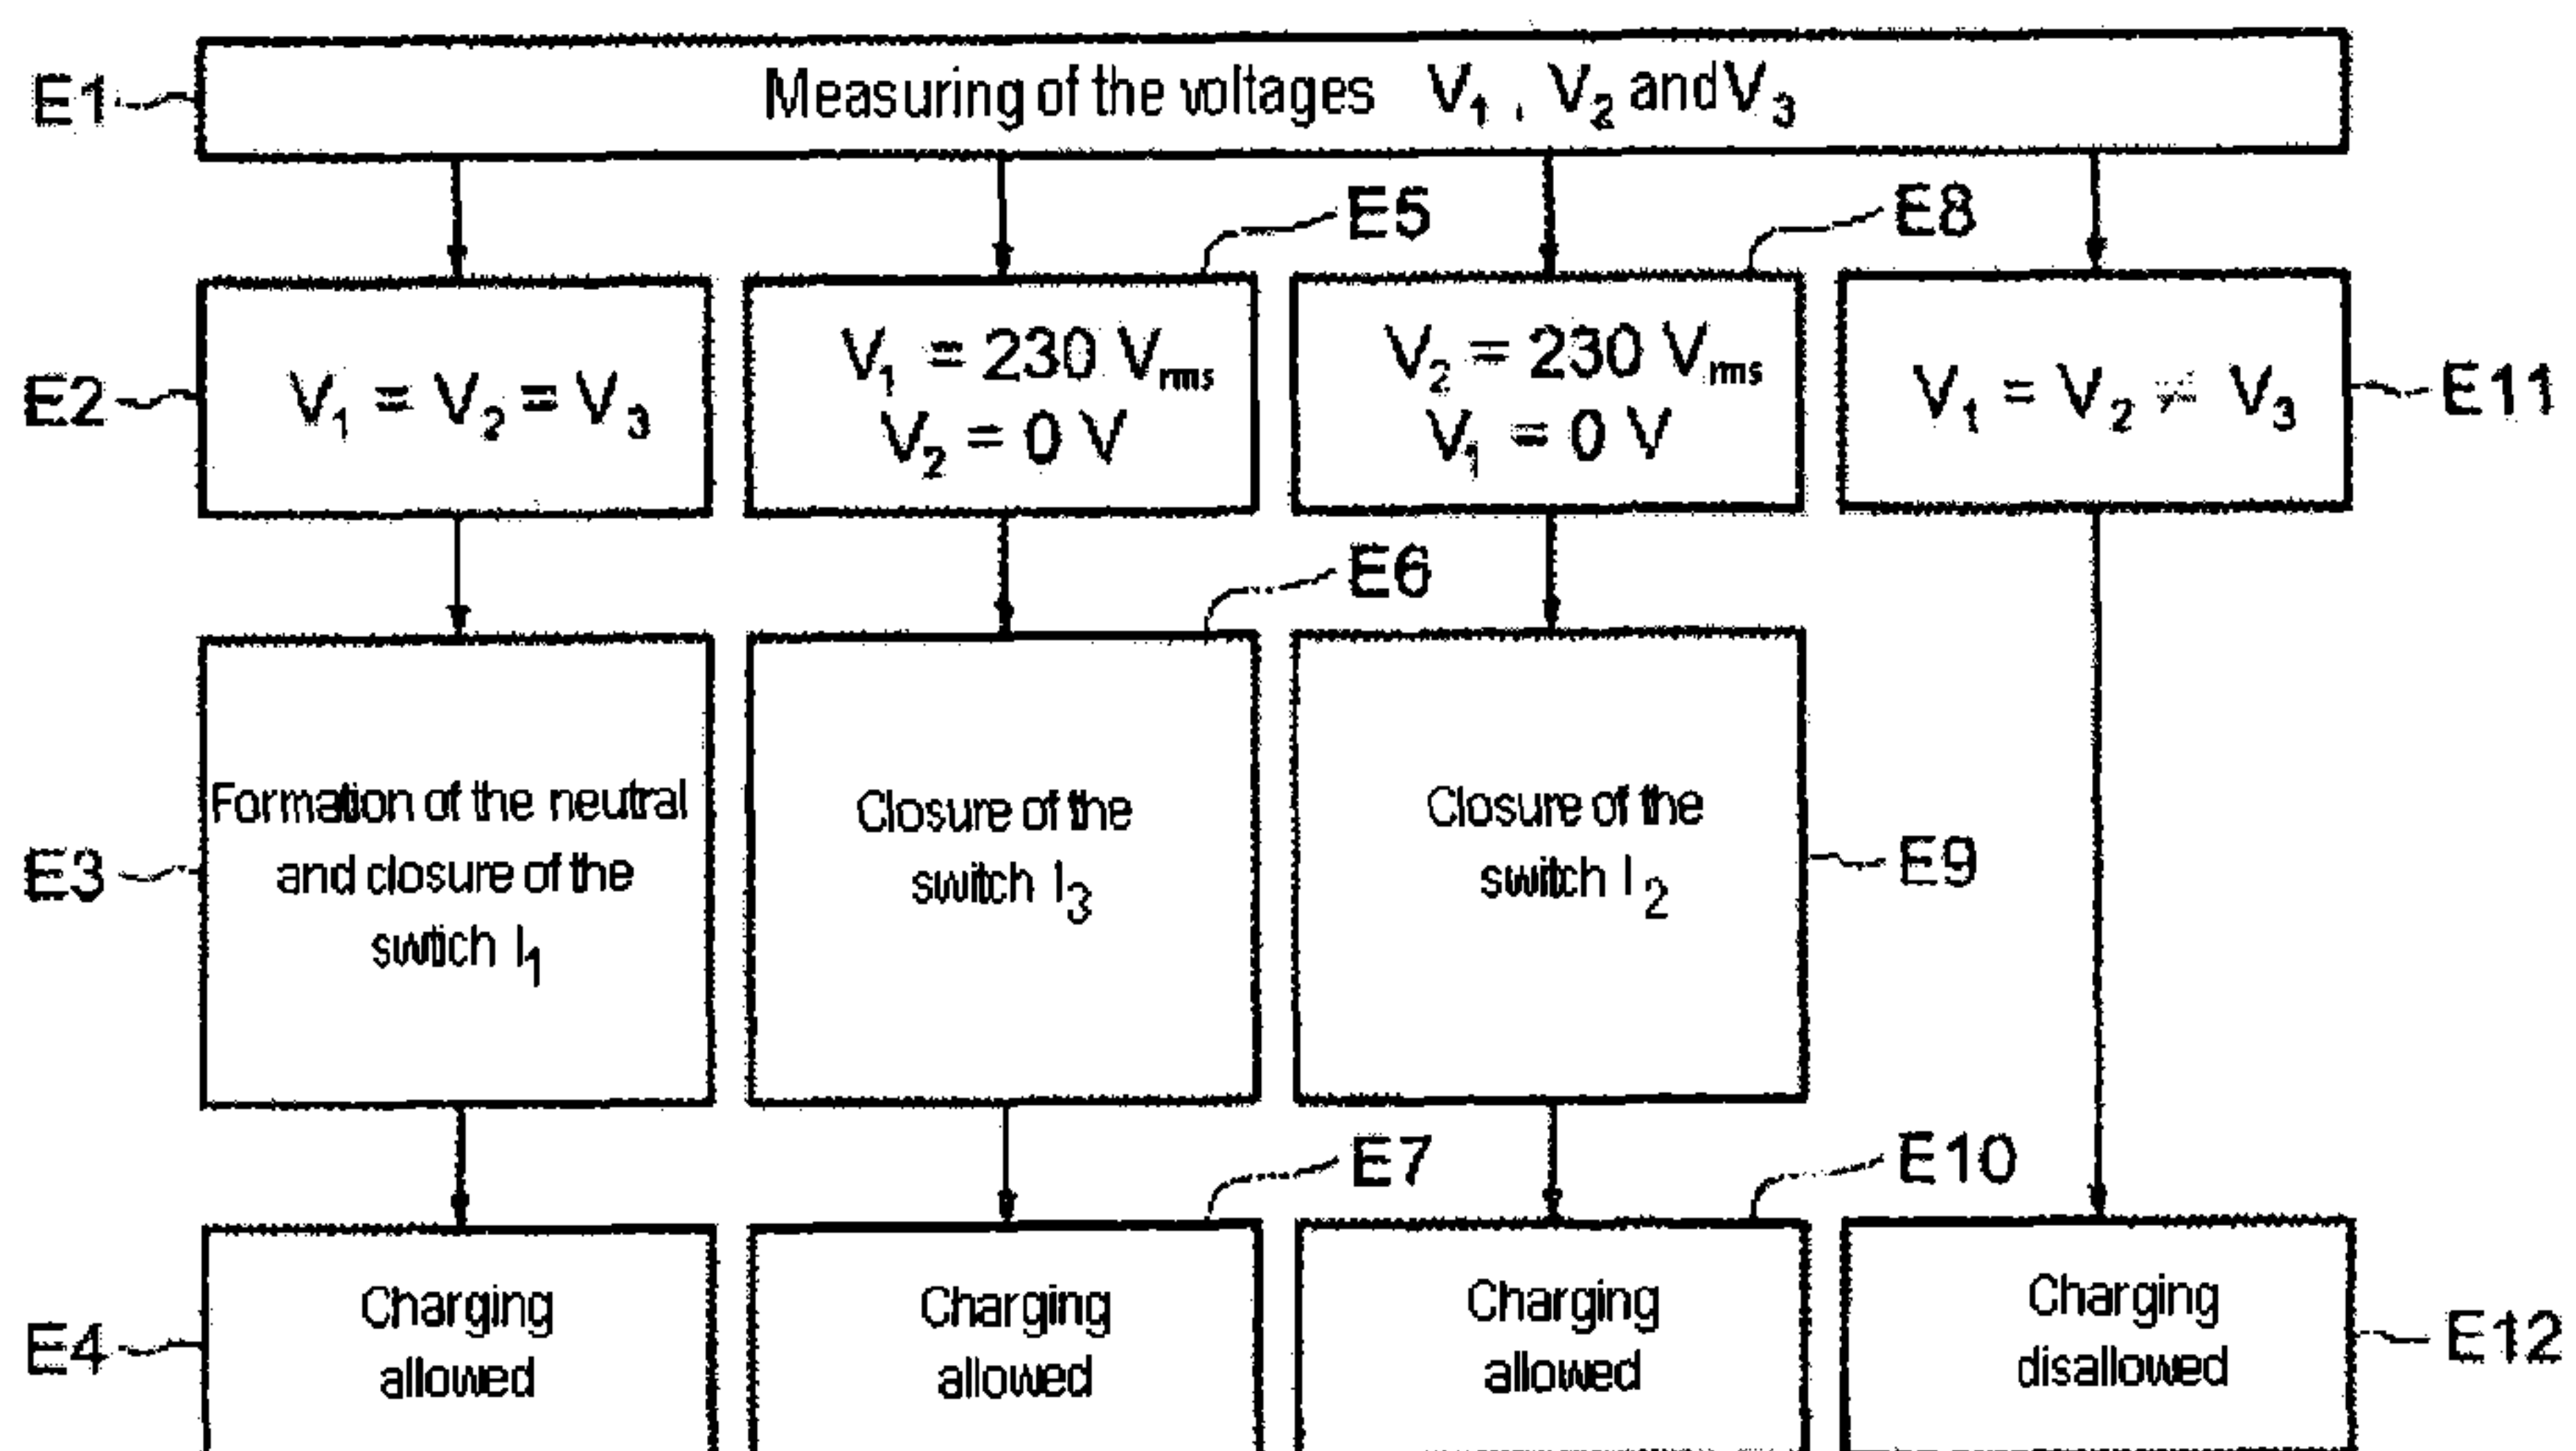 E1
Measuring of the voltages V₁ , V₂ and V₃
E5
E8
E2
V₁ = V₂ = V₃
V₁ = 230 Vrms
V₂ = 0 V
V₂ = 230 Vrms
V₁ = 0 V
V₁ = V₂ ≠ V₃
E11
E6
E3
Formation of the neutral
and closure of the
swtich I₁
Closure of the
switch I₃
Closure of the
switch I₂
E9
E7
E10
E4
Charging
allowed
Charging
allowed
Charging
allowed
Charging
disallowed
E12